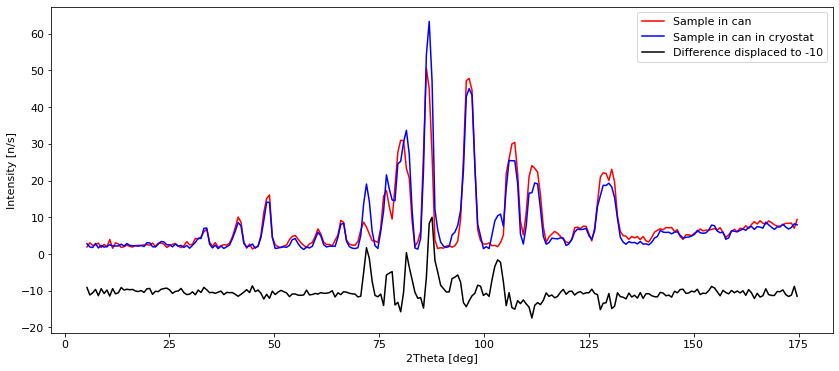 Sample in can
Sample in can in cryostat
Difference displaced to -10
60
50
40
30
20
10
0
−10
−20
Intensity [n/s]
0 25 50 75 100 125 150 175
2Theta [deg]